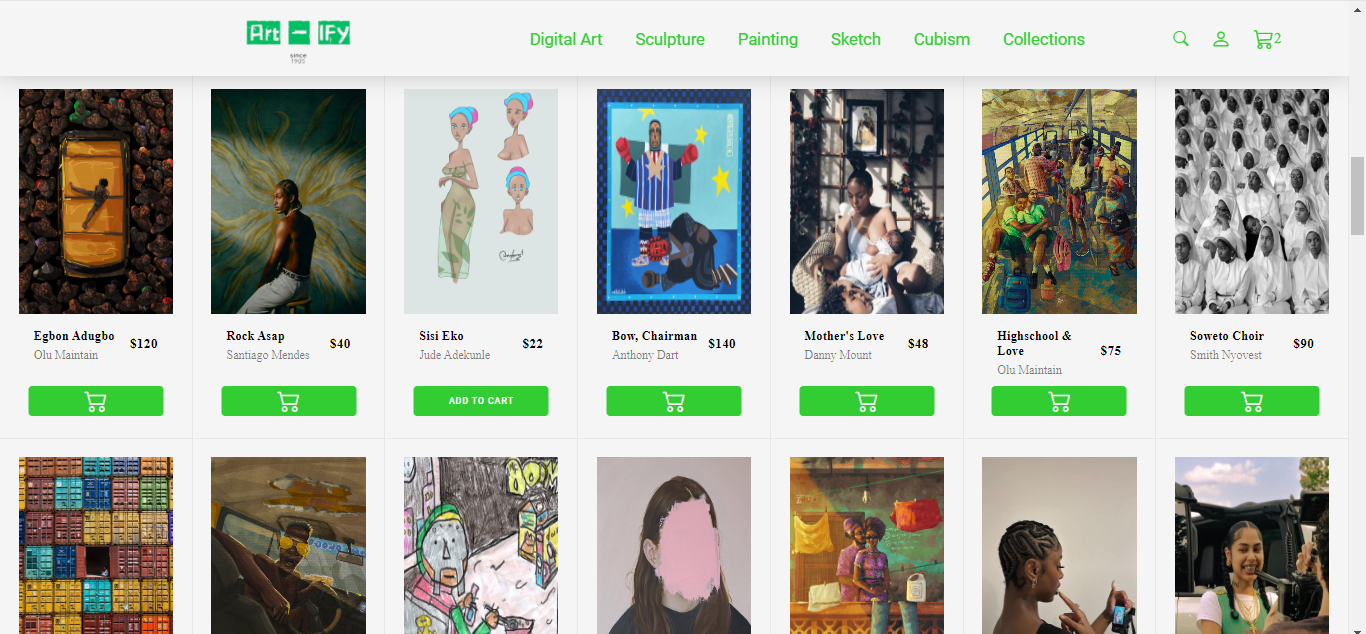 Art – IFy
since
1905
Digital Art
Sculpture
Painting
Sketch
Cubism
Collections
2
Egbon Adugbo
Olu Maintain
$120
Rock Asap
Santiago Mendes
$40
Sisi Eko
Jude Adekunle
$22
ADD TO CART
Bow, Chairman
Anthony Dart
$140
Mother's Love
Danny Mount
$48
Highschool &
Love
Olu Maintain
$75
Soweto Choir
Smith Nyovest
$90